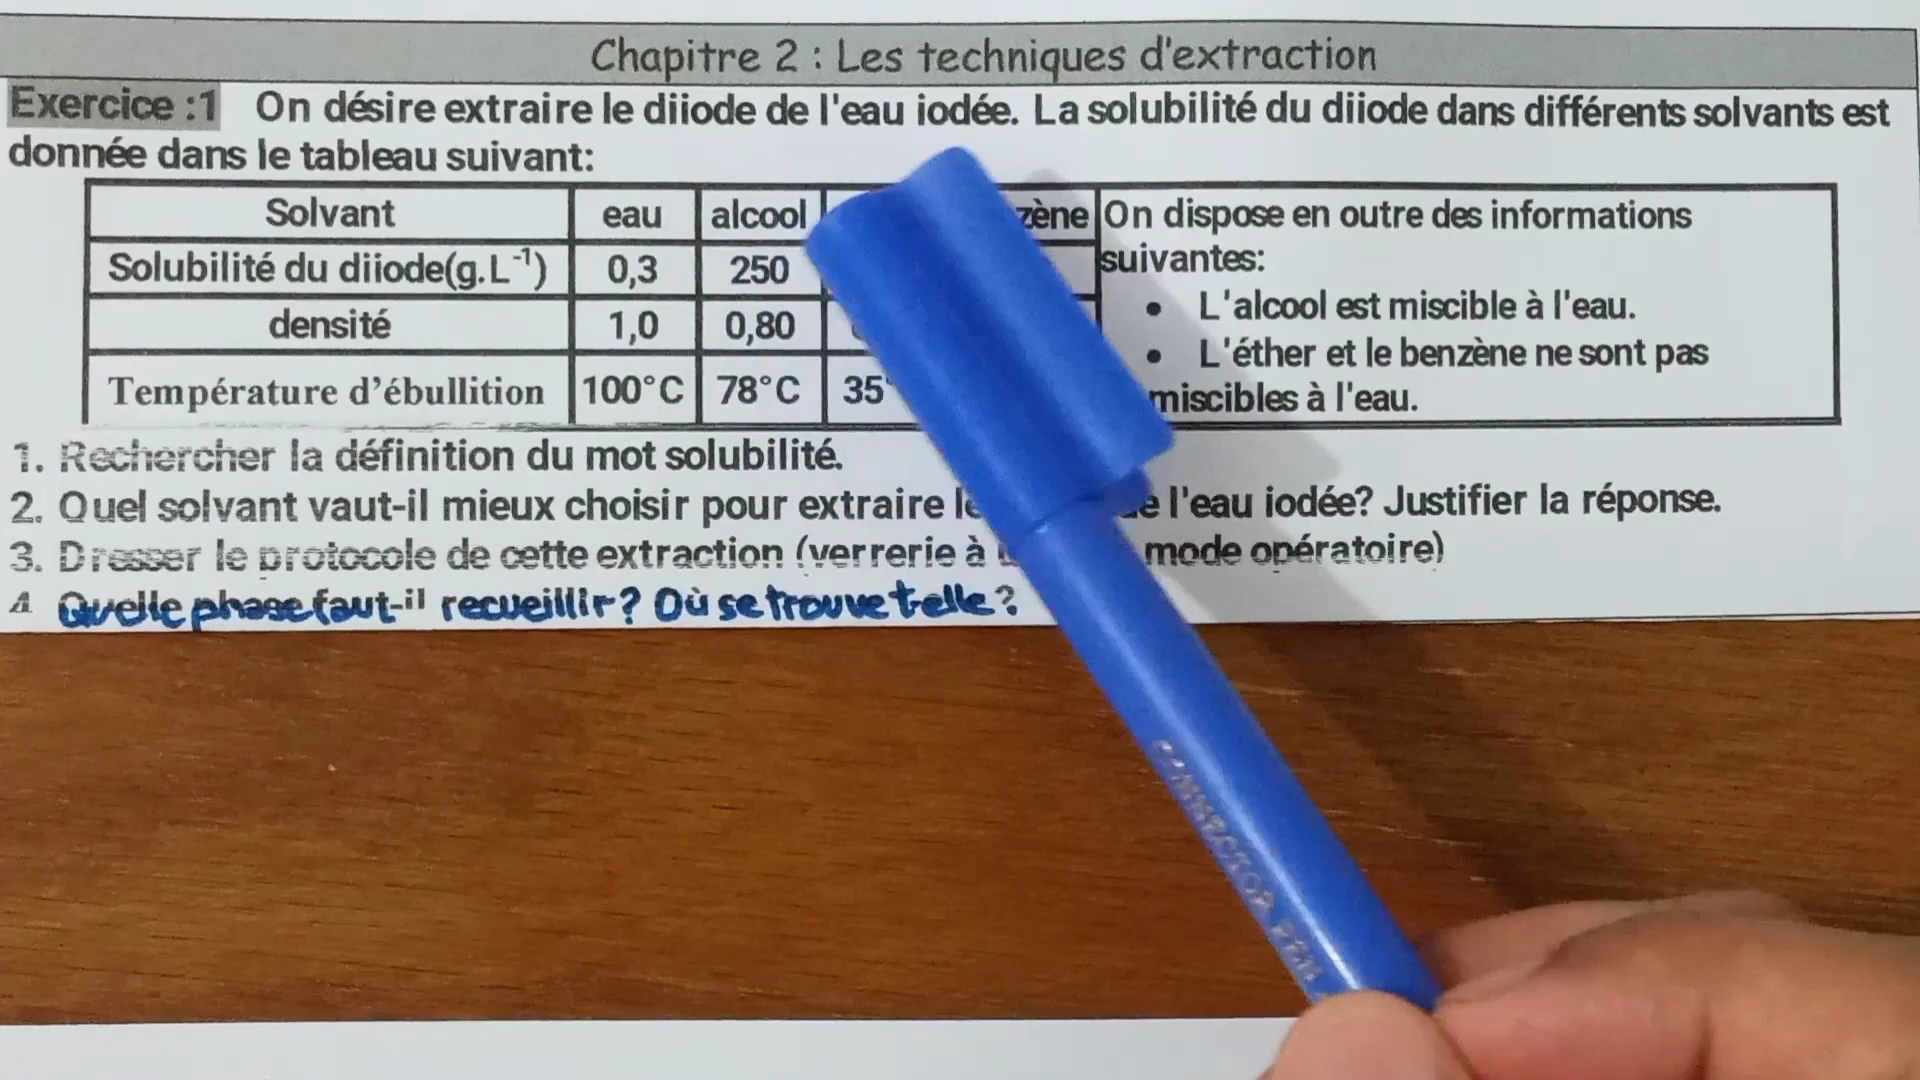 Chapitre 2 : Les techniques d'extraction
Exercice :1 On désire extraire le diiode de l'eau iodée. La solubilité du diiode dans différents solvants est
donnée dans le tableau suivant:
Solvant eau alcool zène
Solubilité du diiode(g.L⁻¹) 0,3 250
densité 1,0 0,80
Température d'ébullition 100°C 78°C 35
On dispose en outre des informations
suivantes:
• L'alcool est miscible à l'eau.
• L'éther et le benzène ne sont pas
miscibles à l'eau.
1. Rechercher la définition du mot solubilité.
2. Quel solvant vaut-il mieux choisir pour extraire l'eau iodée? Justifier la réponse.
3. Dresser le protocole de cette extraction (verrerie à mode opératoire)
4 Quelle phase faut-il recueillir? Où se trouve t-elle?
CORRECTION PEN